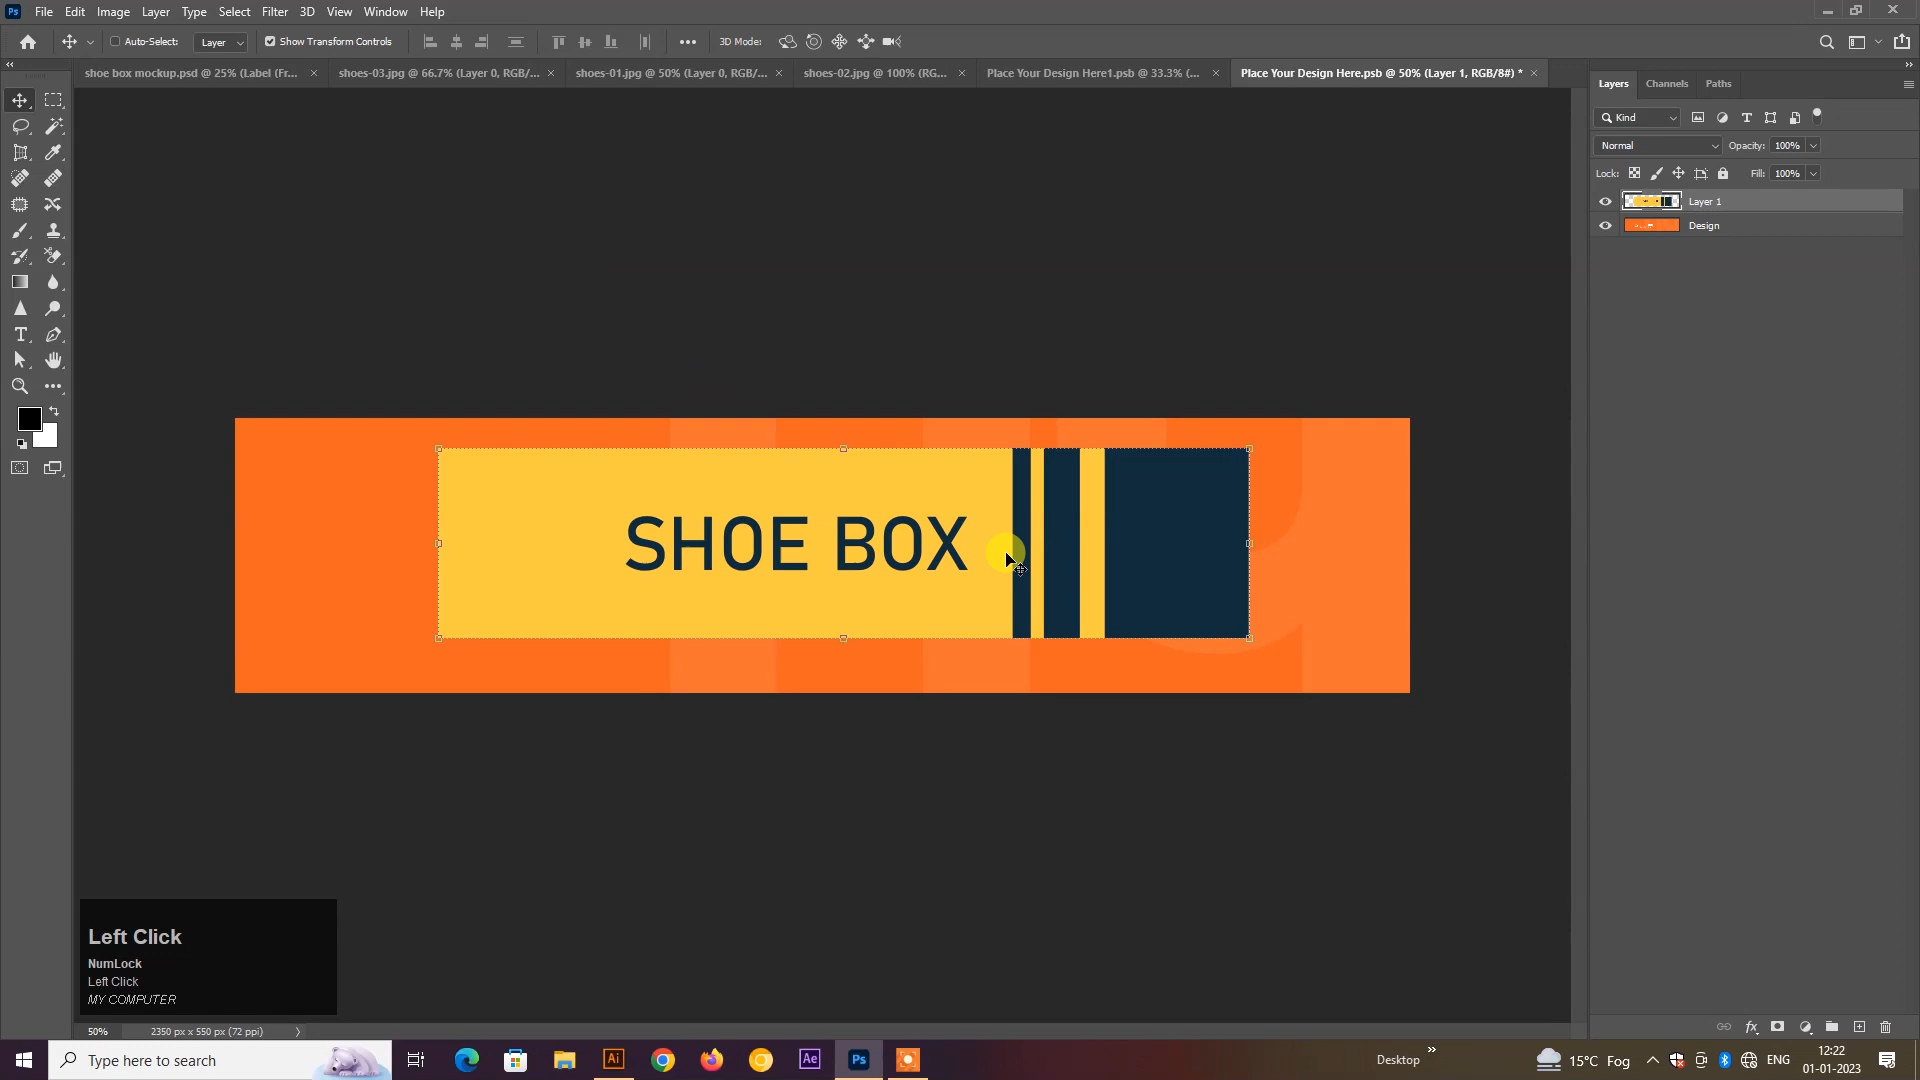 Ps File Edit Image Layer Type Select Filter 3D View Window Help
Auto-Select: Layer Show Transform Controls 3D Mode:
shoe box mockup.psd @ 25% (Label (Fr... shoes-03.jpg @ 66.7% (Layer 0, RGB/... shoes-01.jpg @ 50% (Layer 0, RGB/... shoes-02.jpg @ 100% (RG... Place Your Design Here1.psb @ 33.3% (... Place Your Design Here.psb @ 50% (Layer 1, RGB/8#) *
Layers Channels Paths
Kind
Normal Opacity: 100%
Lock: Fill: 100%
Layer 1
Design
SHOE BOX
Left Click
NumLock
Left Click
MY COMPUTER
50% 2350 px x 550 px (72 ppi)
Type here to search
Ai
Ae
Ps
Desktop
15°C Fog
ENG
12:22
01-01-2023